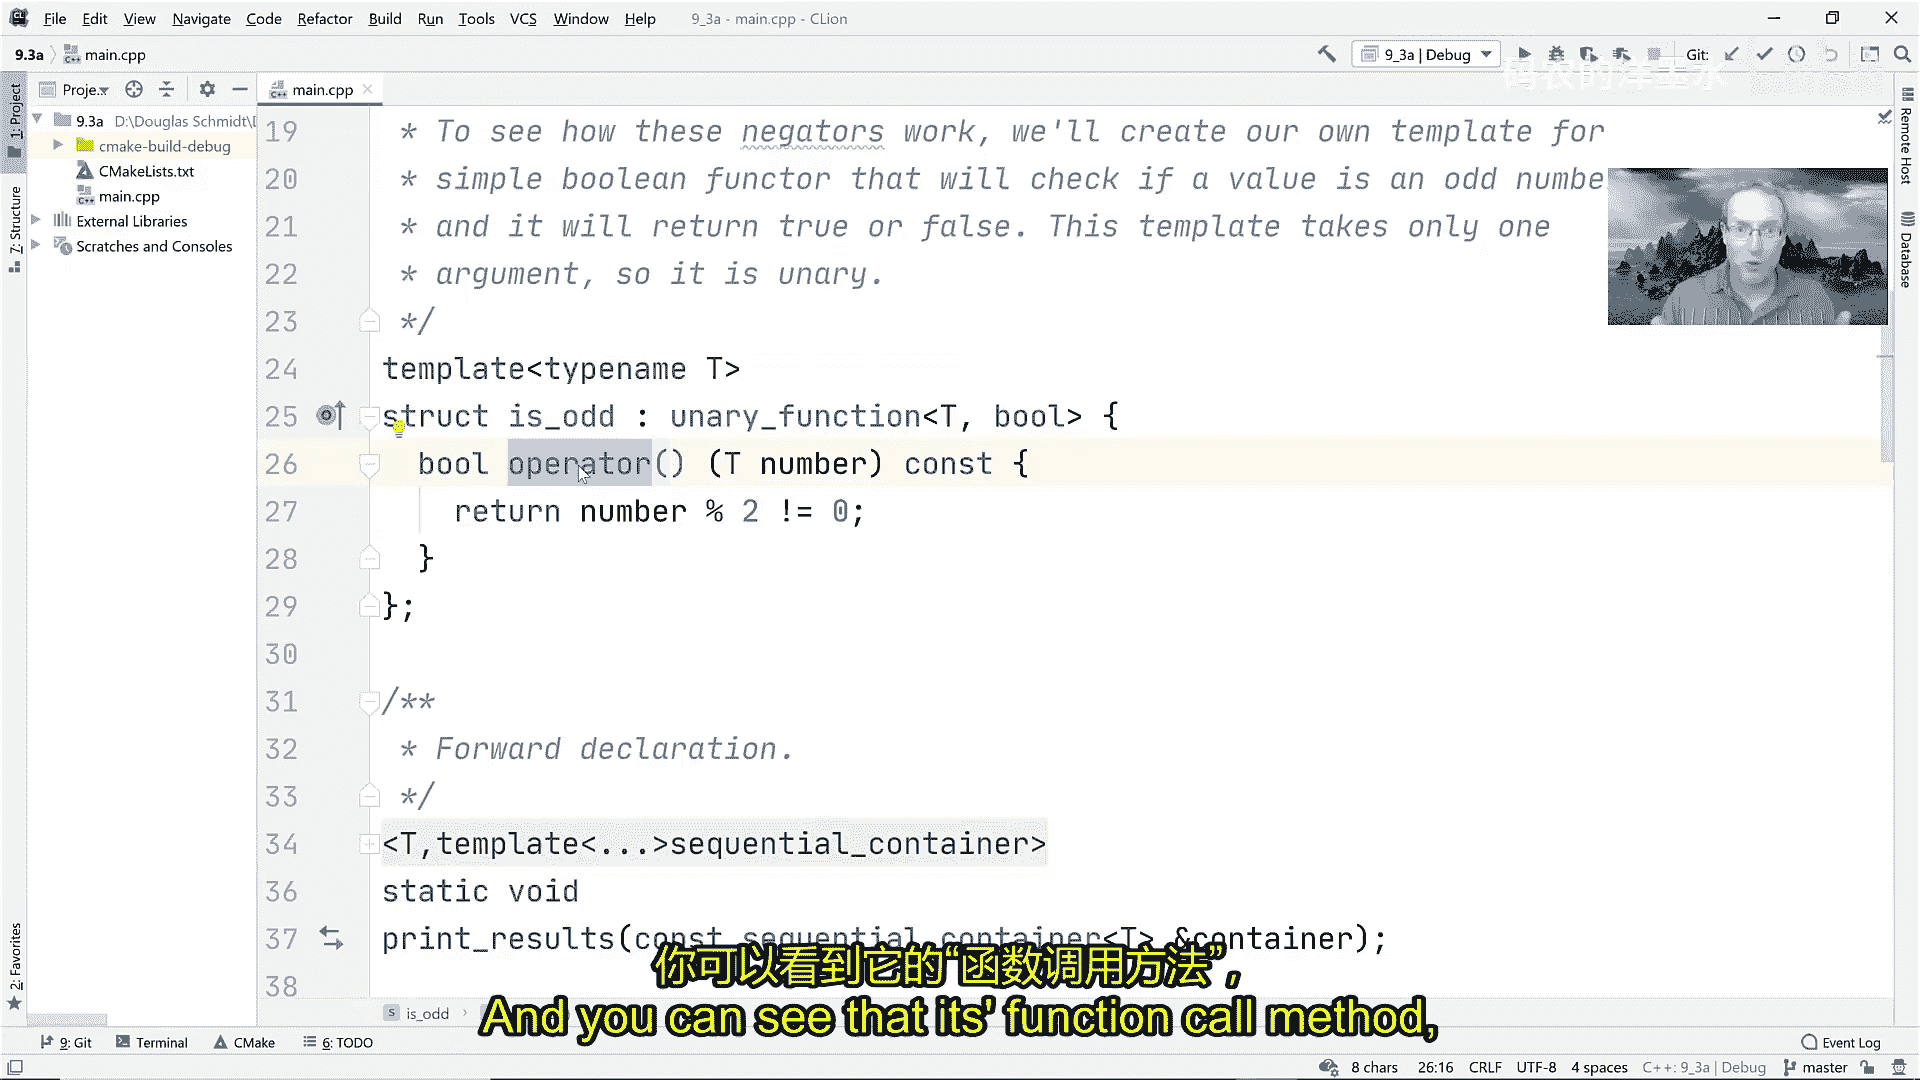 File Edit View Navigate Code Refactor Build Run Tools VCS Window Help 9_3a - main.cpp - CLion
9.3a main.cpp 9_3a | Debug Git:
码农的洋墨水
1: Project
7: Structure
2: Favorites
Proje..
9.3a D:\Douglas Schmidt\D
cmake-build-debug
CMakeLists.txt
main.cpp
External Libraries
Scratches and Consoles
main.cpp
19 * To see how these negators work, we'll create our own template for
20 * simple boolean functor that will check if a value is an odd numbe
21 * and it will return true or false. This template takes only one
22 * argument, so it is unary.
23 */
24 template<typename T>
25 struct is_odd : unary_function<T, bool> {
26 bool operator() (T number) const {
27 return number % 2 != 0;
28 }
29 };
30
31 /**
32 * Forward declaration.
33 */
34 <T,template<...>sequential_container>
36 static void
37 print_results(const sequential_container<T> &container);
38
Remote Host
Database
你可以看到它的“函数调用方法”,
And you can see that its' function call method,
is_odd
9: Git Terminal CMake 6: TODO Event Log
8 chars 26:16 CRLF UTF-8 4 spaces C++: 9_3a | Debug master